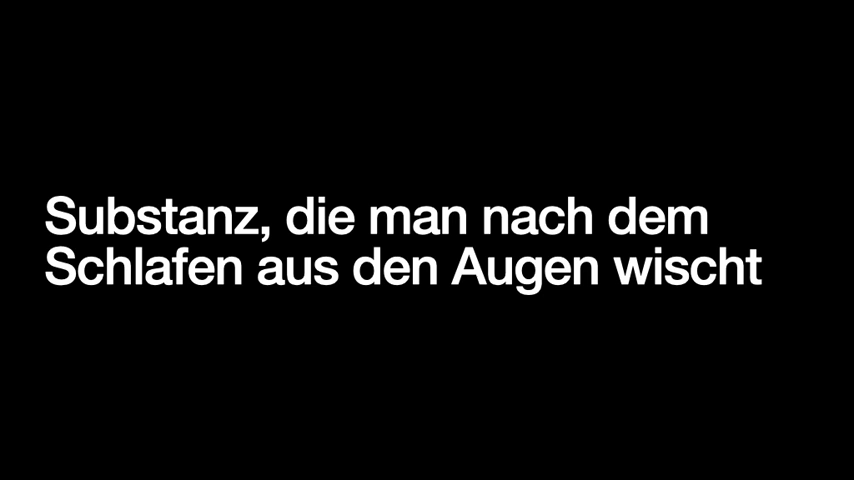 Substanz, die man nach dem
Schlafen aus den Augen wischt